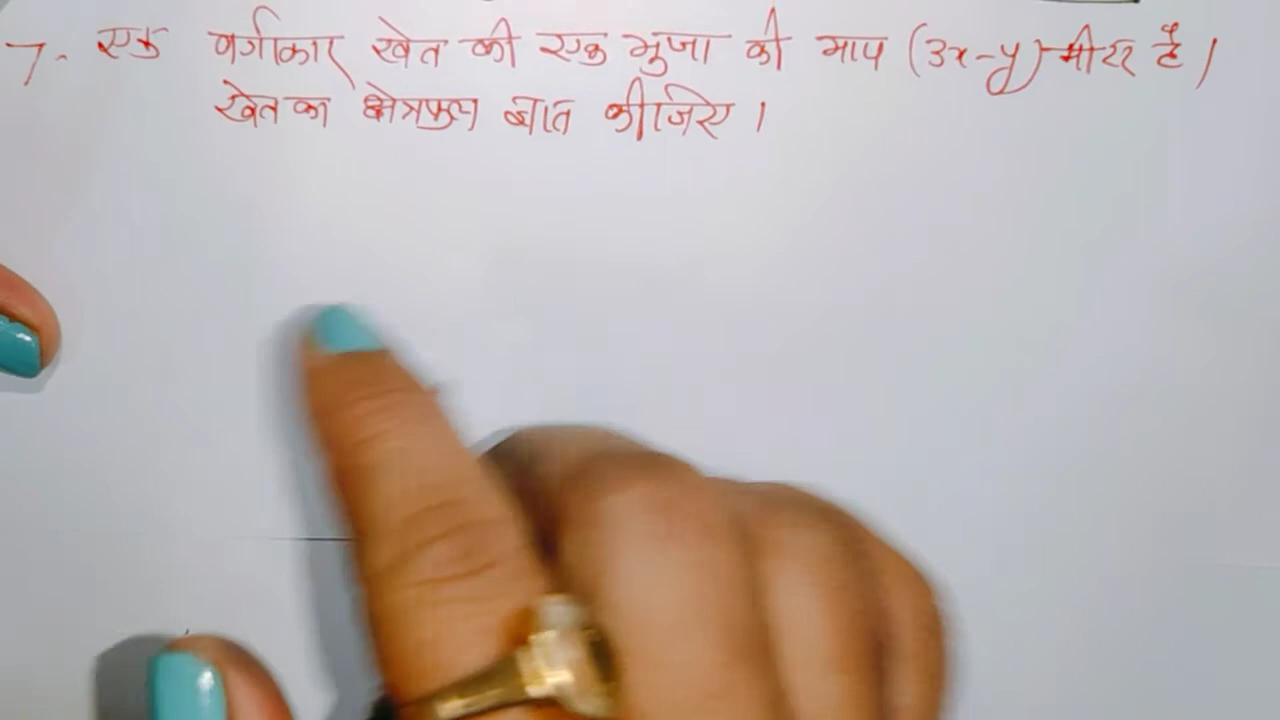 7. एक वर्गाकार खेत की एक भुजा की माप (3x-y) मीटर है।
खेत का क्षेत्रफल ज्ञात कीजिए।